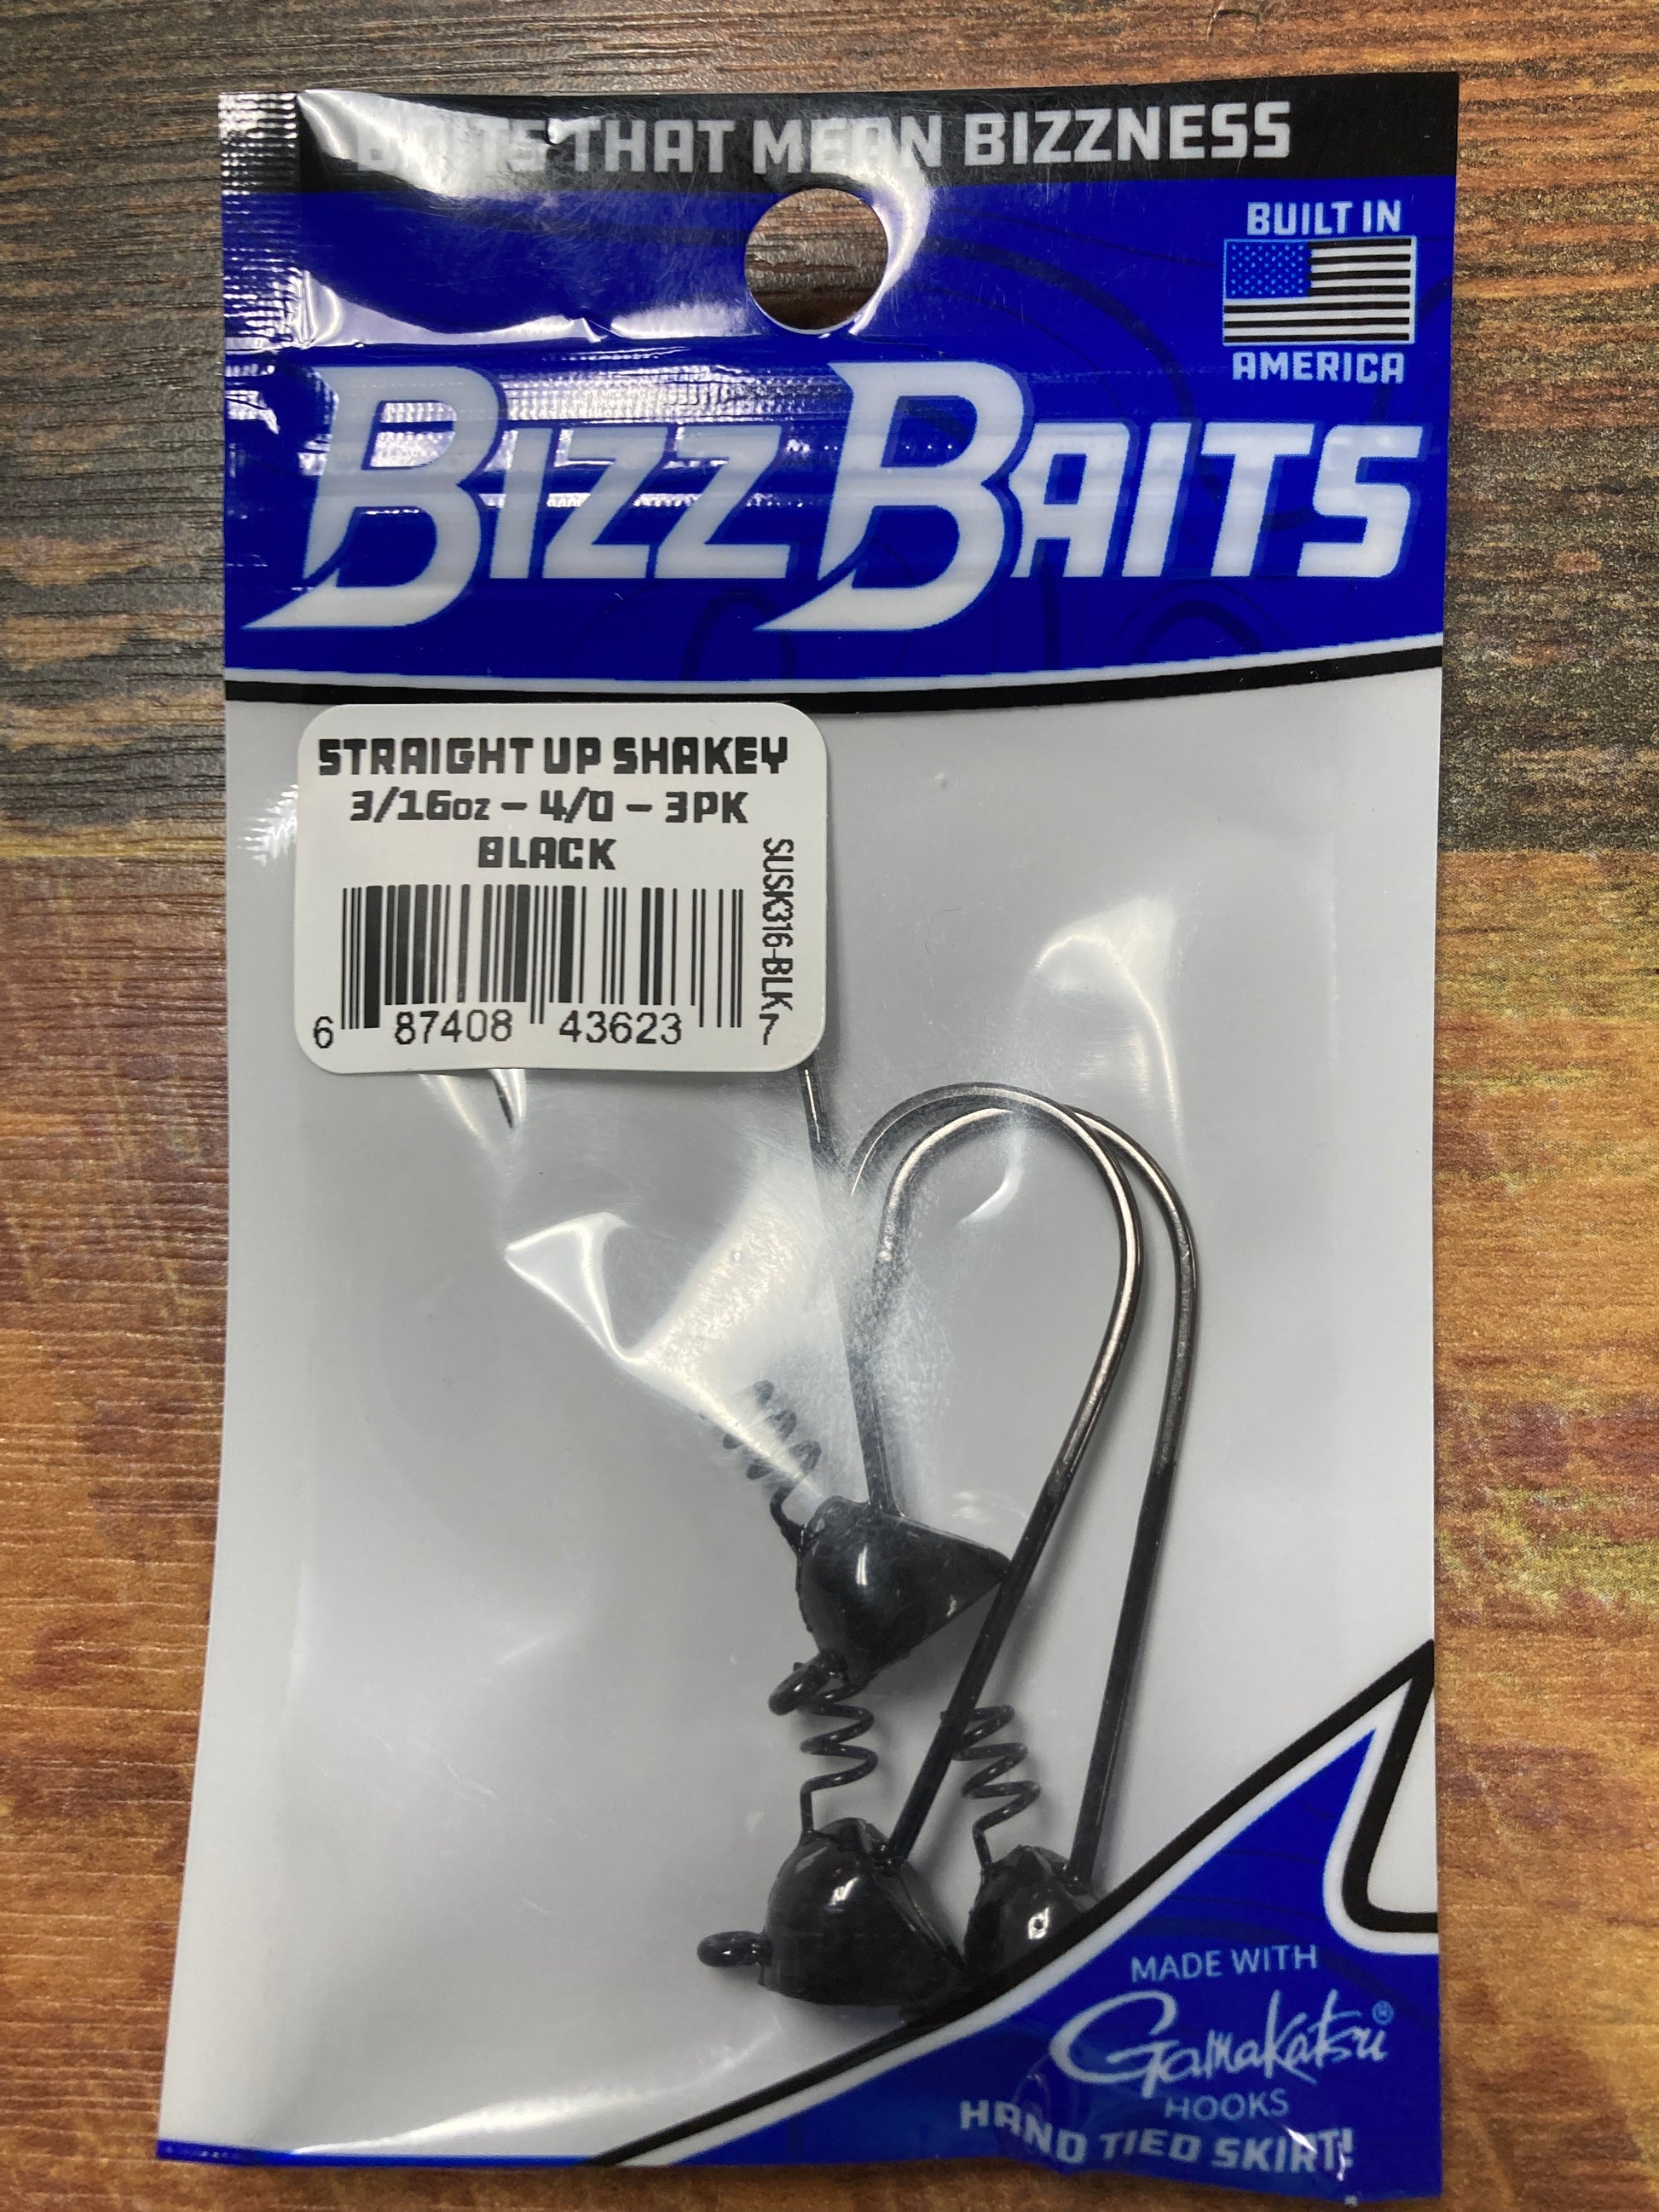 BAITS THAT MEAN BIZZNESS
BUILT IN
AMERICA
BIZZ BAITS
STRAIGHT UP SHAKEY
3/16oz – 4/0 – 3PK
BLACK
SUSK316-BLK
6 87408 43623 7
MADE WITH
Gamakatsu®
HOOKS
HAND TIED SKIRT!